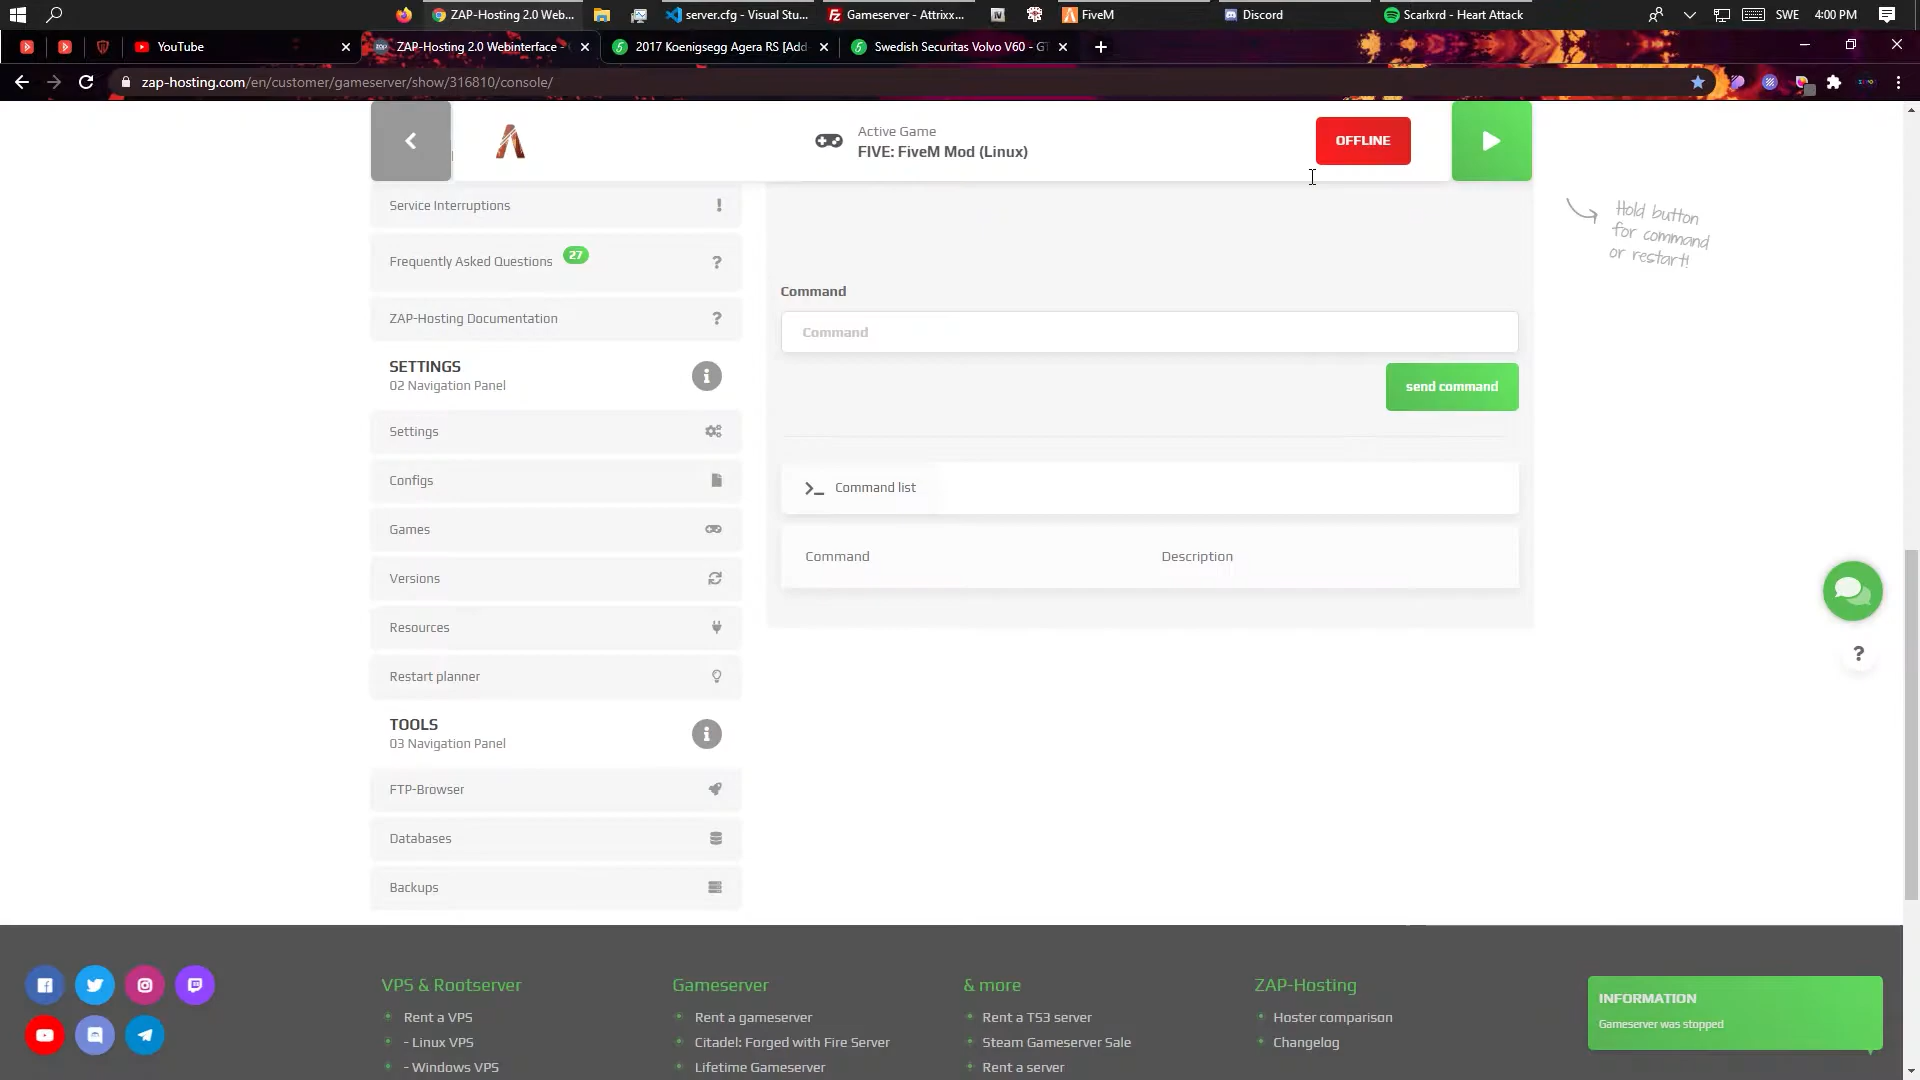 ZAP-Hosting 2.0 Web...
server.cfg - Visual Stu...
Gameserver - Attrixx...
FiveM
Discord
Scarlxrd - Heart Attack
SWE
4:00 PM
YouTube
ZAP-Hosting 2.0 Webinterface -
2017 Koenigsegg Agera RS [Add
Swedish Securitas Volvo V60 - GT
zap-hosting.com/en/customer/gameserver/show/316810/console/
Active Game
FIVE: FiveM Mod (Linux)
OFFLINE
Hold button
for command
or restart!
Service Interruptions
Frequently Asked Questions 27
ZAP-Hosting Documentation
SETTINGS
02 Navigation Panel
Settings
Configs
Games
Versions
Resources
Restart planner
TOOLS
03 Navigation Panel
FTP-Browser
Databases
Backups
Command
Command
send command
Command list
Command
Description
VPS & Rootserver
Rent a VPS
- Linux VPS
- Windows VPS
Gameserver
Rent a gameserver
Citadel: Forged with Fire Server
Lifetime Gameserver
& more
Rent a TS3 server
Steam Gameserver Sale
Rent a server
ZAP-Hosting
Hoster comparison
Changelog
INFORMATION
Gameserver was stopped